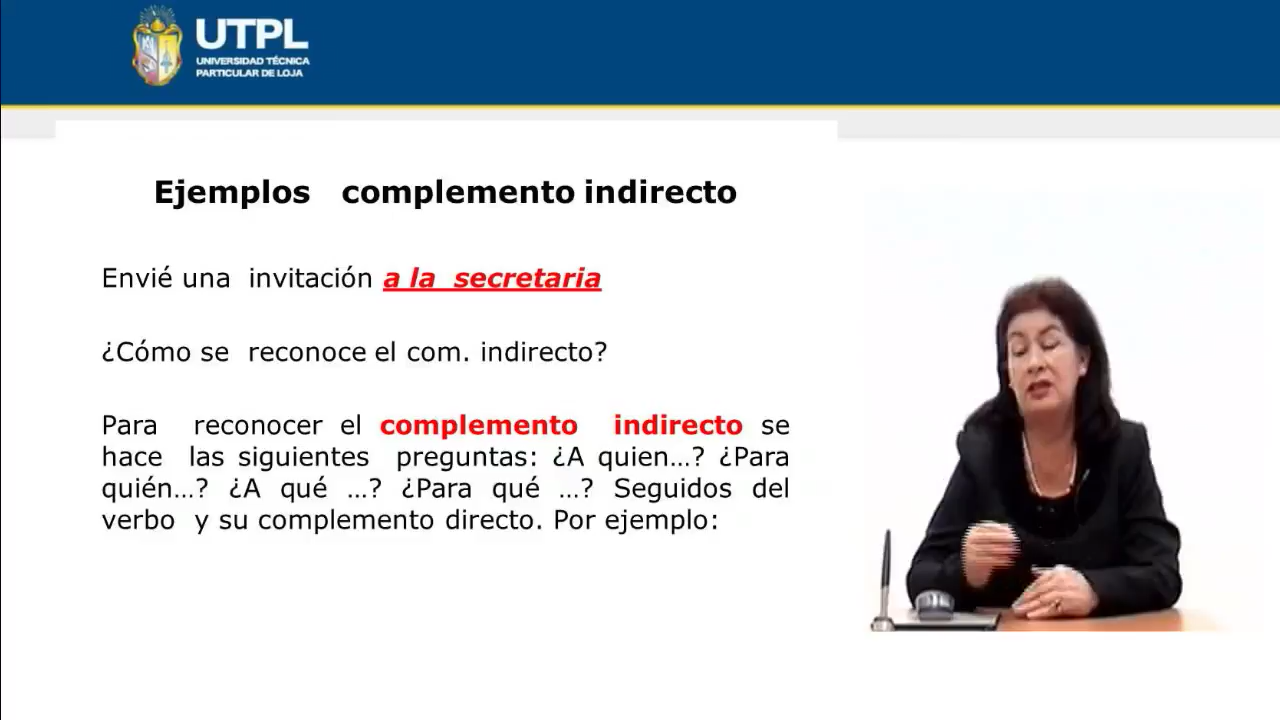 UTPL
UNIVERSIDAD TÉCNICA
PARTICULAR DE LOJA
Ejemplos complemento indirecto
Envié una invitación a la secretaria
¿Cómo se reconoce el com. indirecto?
Para reconocer el complemento indirecto se
hace las siguientes preguntas: ¿A quien…? ¿Para
quién…? ¿A qué …? ¿Para qué …? Seguidos del
verbo y su complemento directo. Por ejemplo: